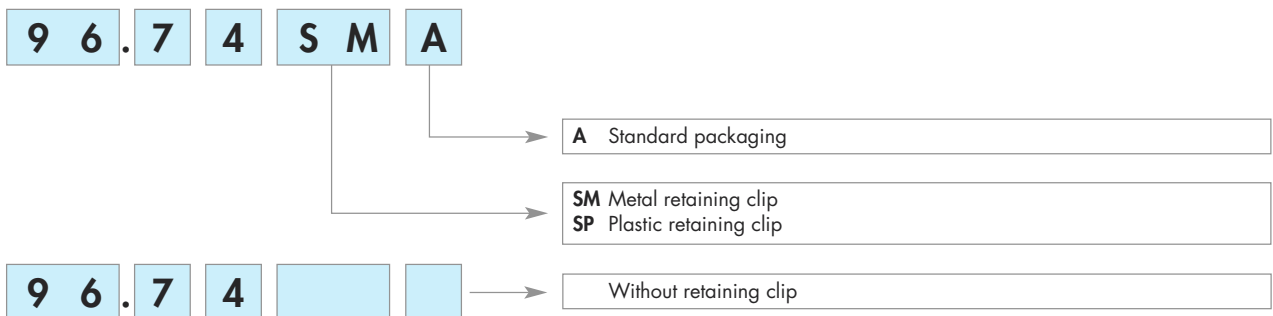 9 6 . 7 4 S M A
A Standard packaging
SM Metal retaining clip
SP Plastic retaining clip
9 6 . 7 4
Without retaining clip